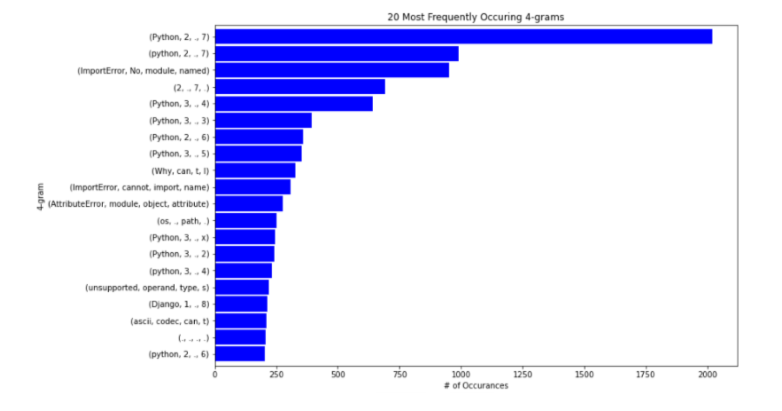 20 Most Frequently Occuring 4-grams
(Python, 2, ., 7)
(python, 2, ., 7)
(ImportError, No, module, named)
(2, ., 7, .)
(Python, 3, ., 4)
(Python, 3, ., 3)
(Python, 2, ., 6)
(Python, 3, ., 5)
(Why, can, t, I)
(ImportError, cannot, import, name)
(AttributeError, module, object, attribute)
(os, ., path, .)
(Python, 3, ., x)
(Python, 3, ., 2)
(python, 3, ., 4)
(unsupported, operand, type, s)
(Django, 1, ., 8)
(ascii, codec, can, t)
(., ., ., .)
(python, 2, ., 6)
4-gram
0 250 500 750 1000 1250 1500 1750 2000
# of Occurances